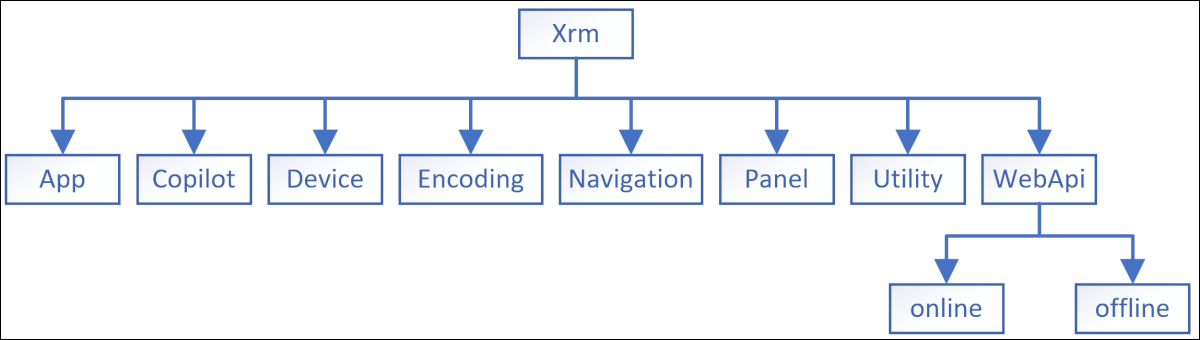 Xrm
App
Copilot
Device
Encoding
Navigation
Panel
Utility
WebApi
online
offline